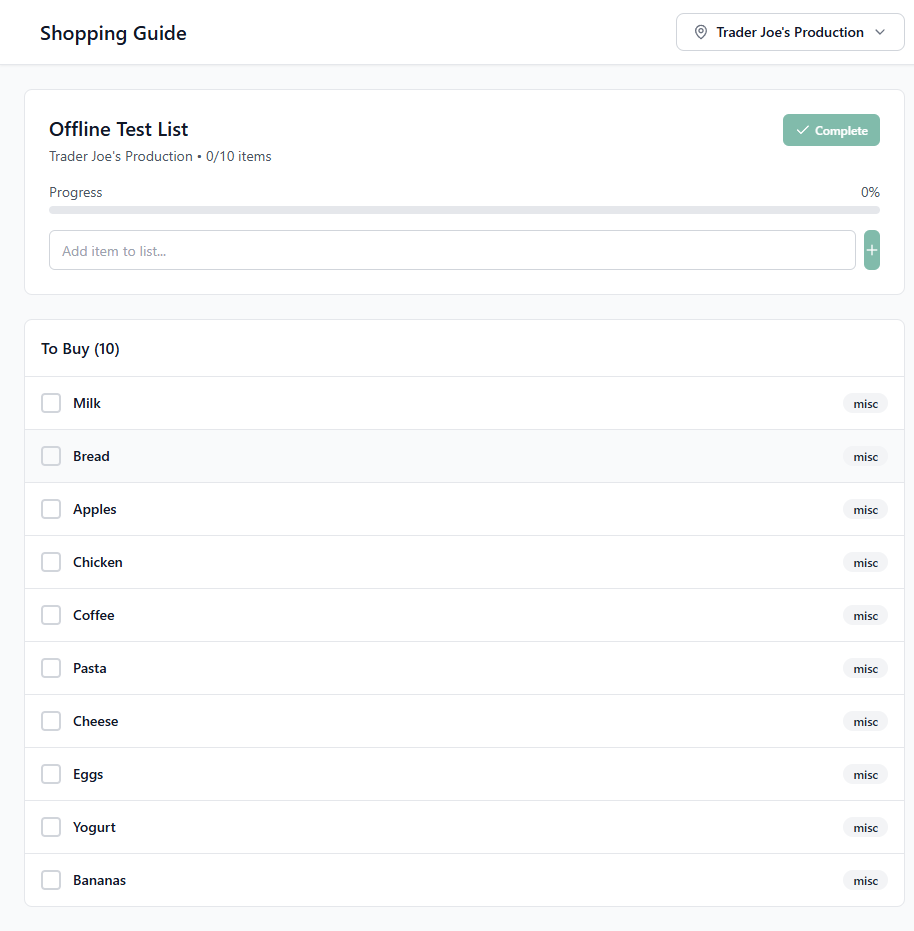 Shopping Guide
Trader Joe's Production
Offline Test List
Complete
Trader Joe's Production • 0/10 items
Progress
0%
Add item to list...
+
To Buy (10)
Milk
misc
Bread
misc
Apples
misc
Chicken
misc
Coffee
misc
Pasta
misc
Cheese
misc
Eggs
misc
Yogurt
misc
Bananas
misc